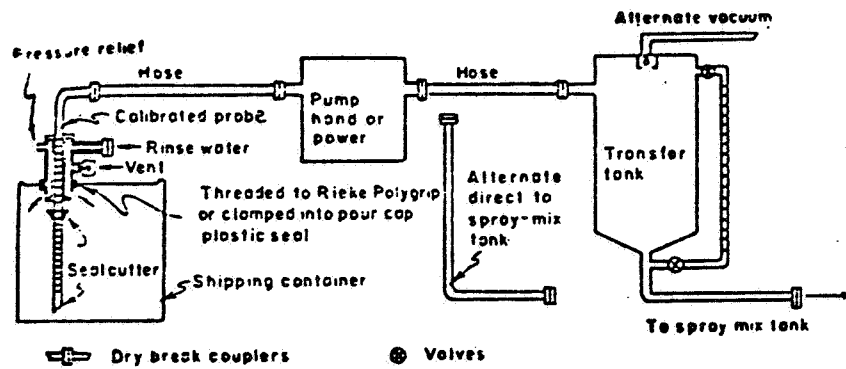 Alternate vacuum
Pressure relief
Hose
Hose
Calibrated probe
Pump
hand or
power
Rinse water
Vent
Transfer
tank
Threaded to Rieke Polygrip
or clamped into pour cap
plastic seal
Alternate
direct to
spray-mix
tank
Sealcutter
Shipping container
To spray mix tank
Dry break couplers
Valves